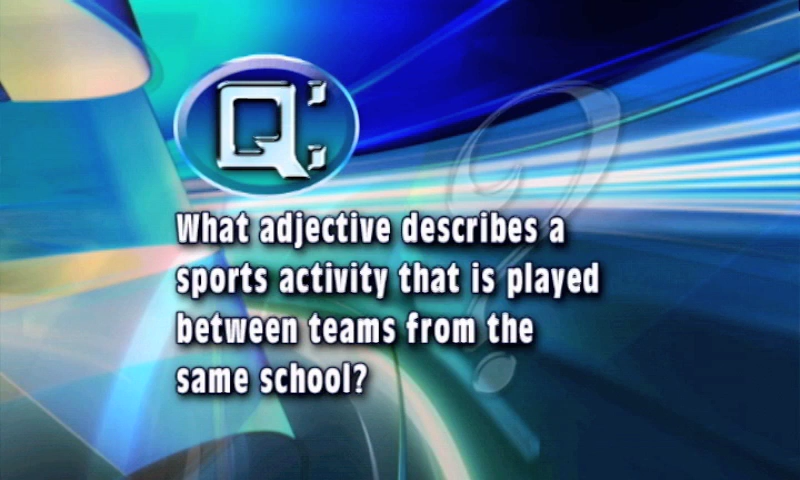 Q:
What adjective describes a
sports activity that is played
between teams from the
same school?